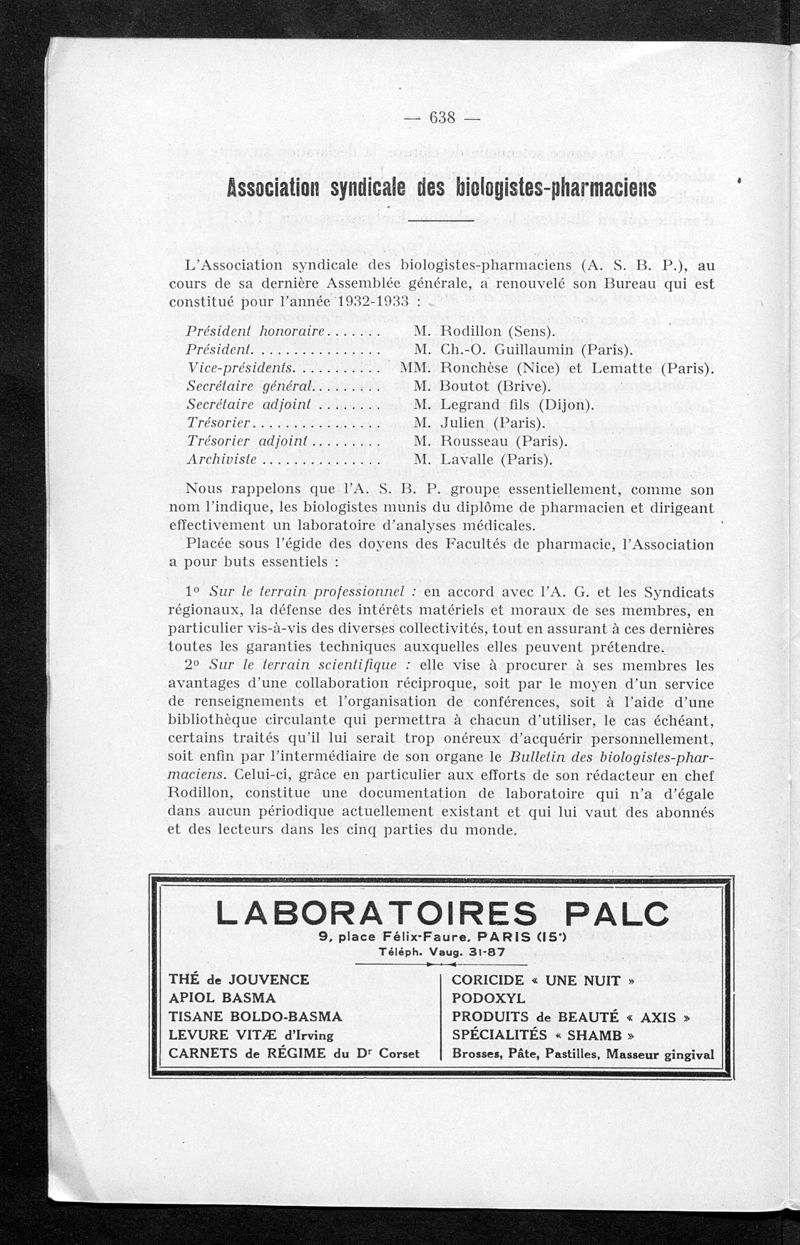 — 638 —
Association syndicale des biologistes-pharmaciens
L'Association syndicale des biologistes-pharmaciens (A. S. B. P.), au
cours de sa dernière Assemblée générale, a renouvelé son Bureau qui est
constitué pour l'année 1932-1933 :
Président honoraire....... M. Rodillon (Sens).
Président................ M. Ch.-O. Guillaumin (Paris).
Vice-présidents........... MM. Ronchèse (Nice) et Lematte (Paris).
Secrétaire général......... M. Boutot (Brive).
Secrétaire adjoint ........ M. Legrand fils (Dijon).
Trésorier................ M. Julien (Paris).
Trésorier adjoint ......... M. Rousseau (Paris).
Archiviste ............... M. Lavalle (Paris).
Nous rappelons que l'A. S. B. P. groupe essentiellement, comme son
nom l'indique, les biologistes munis du diplôme de pharmacien et dirigeant
effectivement un laboratoire d'analyses médicales.
Placée sous l'égide des doyens des Facultés de pharmacie, l'Association
a pour buts essentiels :
1° Sur le terrain professionnel : en accord avec l'A. G. et les Syndicats
régionaux, la défense des intérêts matériels et moraux de ses membres, en
particulier vis-à-vis des diverses collectivités, tout en assurant à ces dernières
toutes les garanties techniques auxquelles elles peuvent prétendre.
2° Sur le terrain scientifique : elle vise à procurer à ses membres les
avantages d'une collaboration réciproque, soit par le moyen d'un service
de renseignements et l'organisation de conférences, soit à l'aide d'une
bibliothèque circulante qui permettra à chacun d'utiliser, le cas échéant,
certains traités qu'il lui serait trop onéreux d'acquérir personnellement,
soit enfin par l'intermédiaire de son organe le Bulletin des biologistes-phar-
maciens. Celui-ci, grâce en particulier aux efforts de son rédacteur en chef
Rodillon, constitue une documentation de laboratoire qui n'a d'égale
dans aucun périodique actuellement existant et qui lui vaut des abonnés
et des lecteurs dans les cinq parties du monde.
LABORATOIRES PALC
9, place Félix-Faure, PARIS (15e)
Téléph. Vaug. 31-87
THÉ de JOUVENCE
APIOL BASMA
TISANE BOLDO-BASMA
LEVURE VITÆ d'Irving
CARNETS de RÉGIME du Dr Corset
CORICIDE « UNE NUIT »
PODOXYL
PRODUITS de BEAUTÉ « AXIS »
SPÉCIALITÉS « SHAMB »
Brosses, Pâte, Pastilles, Masseur gingival